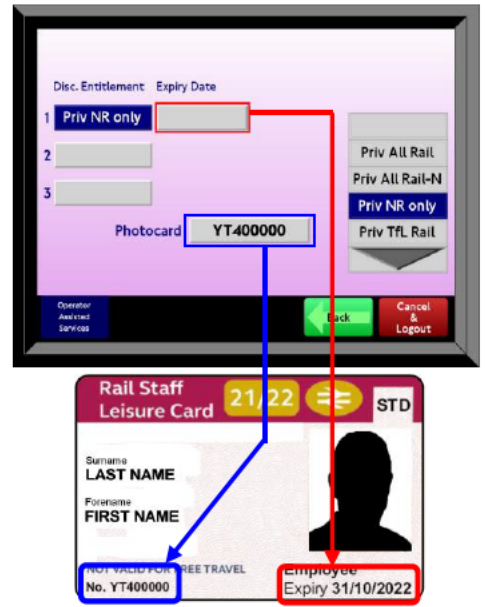 Disc. Entitlement Expiry Date
1 Priv NR only
2
3
Priv All Rail
Priv All Rail-N
Priv NR only
Priv TfL Rail
Photocard YT400000
Operator
Assisted
Services
Back
Cancel
&
Logout
Rail Staff
Leisure Card
21/22
STD
Surname
LAST NAME
Forename
FIRST NAME
NOT VALID FOR FREE TRAVEL
No. YT400000
Employee
Expiry 31/10/2022